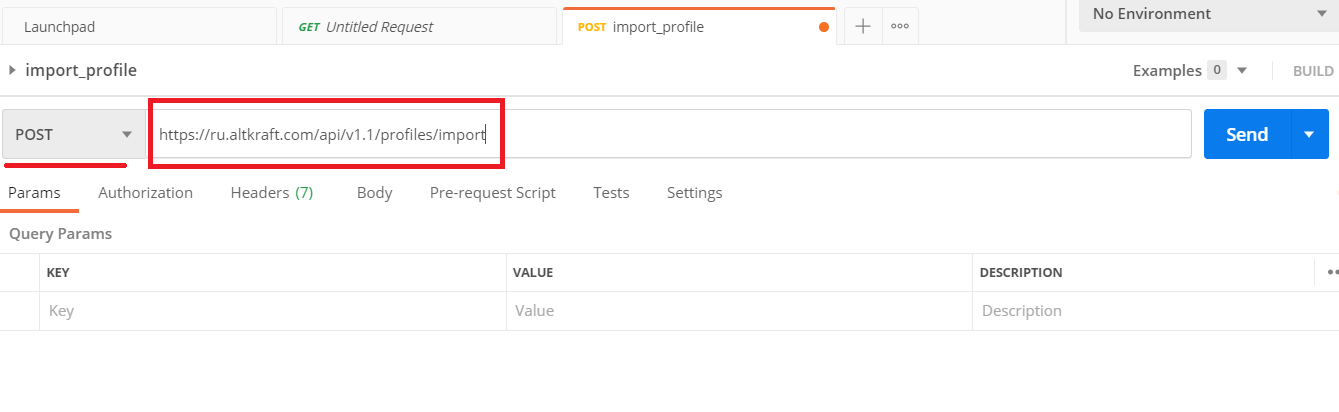 Launchpad GET Untitled Request POST import_profile No Environment
import_profile Examples 0 BUILD
POST https://ru.altkraft.com/api/v1.1/profiles/import Send
Params Authorization Headers (7) Body Pre-request Script Tests Settings
Query Params
KEY VALUE DESCRIPTION
Key Value Description